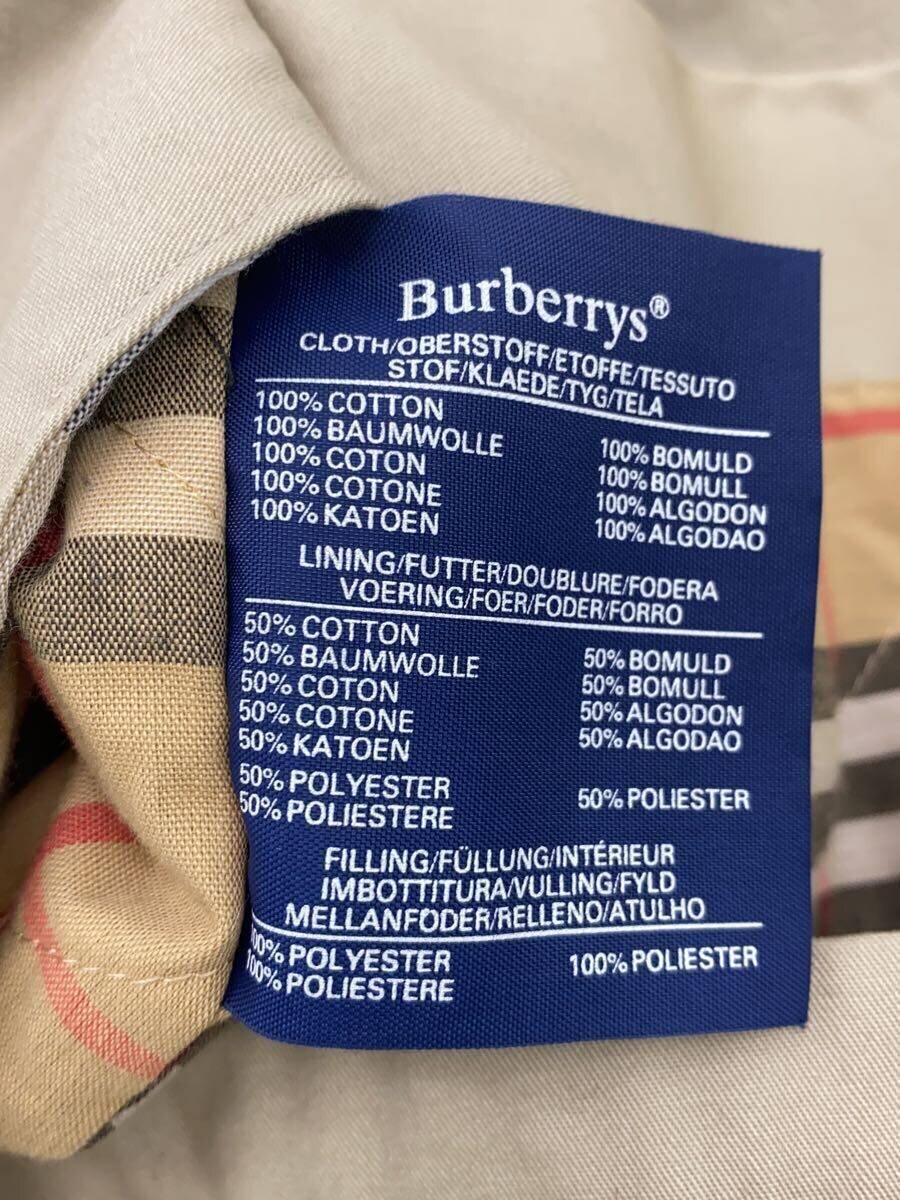 Burberrys®
CLOTH/OBERSTOFF/ETOFFE/TESSUTO
STOF/KLAEDE/TYG/TELA
100% COTTON
100% BAUMWOLLE 100% BOMULD
100% COTON 100% BOMULL
100% COTONE 100% ALGODON
100% KATOEN 100% ALGODAO
LINING/FUTTER/DOUBLURE/FODERA
VOERING/FOER/FODER/FORRO
50% COTTON
50% BAUMWOLLE 50% BOMULD
50% COTON 50% BOMULL
50% COTONE 50% ALGODON
50% KATOEN 50% ALGODAO
50% POLYESTER
50% POLIESTERE 50% POLIESTER
FILLING/FÜLLUNG/INTÉRIEUR
IMBOTTITURA/VULLING/FYLD
MELLANFODER/RELLENO/ATULHO
100% POLYESTER 100% POLIESTER
100% POLIESTERE